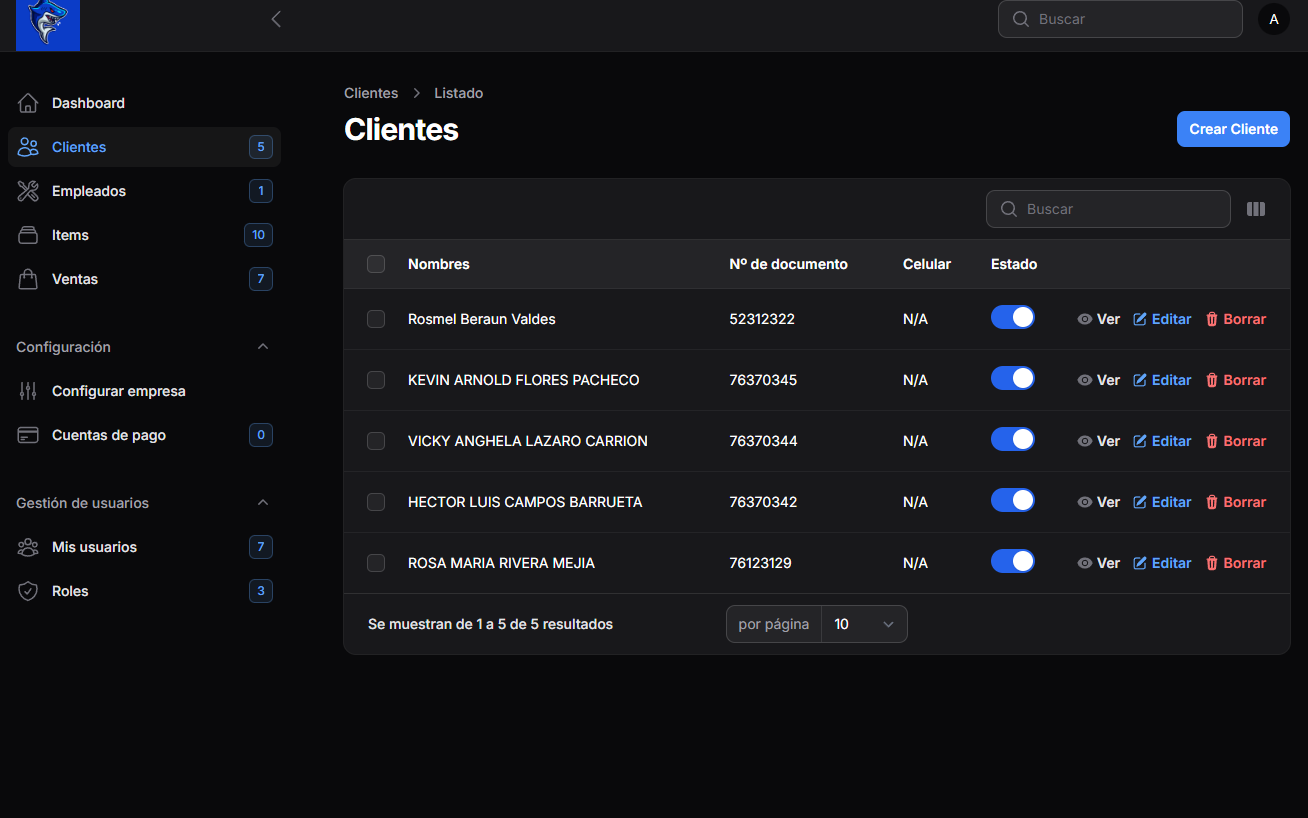 Buscar
A
Dashboard
Clientes 5
Empleados 1
Items 10
Ventas 7
Configuración
Configurar empresa
Cuentas de pago 0
Gestión de usuarios
Mis usuarios 7
Roles 3
Clientes Listado
Clientes
Crear Cliente
Buscar
Nombres Nº de documento Celular Estado
Rosmel Beraun Valdes 52312322 N/A Ver Editar Borrar
KEVIN ARNOLD FLORES PACHECO 76370345 N/A Ver Editar Borrar
VICKY ANGHELA LAZARO CARRION 76370344 N/A Ver Editar Borrar
HECTOR LUIS CAMPOS BARRUETA 76370342 N/A Ver Editar Borrar
ROSA MARIA RIVERA MEJIA 76123129 N/A Ver Editar Borrar
Se muestran de 1 a 5 de 5 resultados por página 10